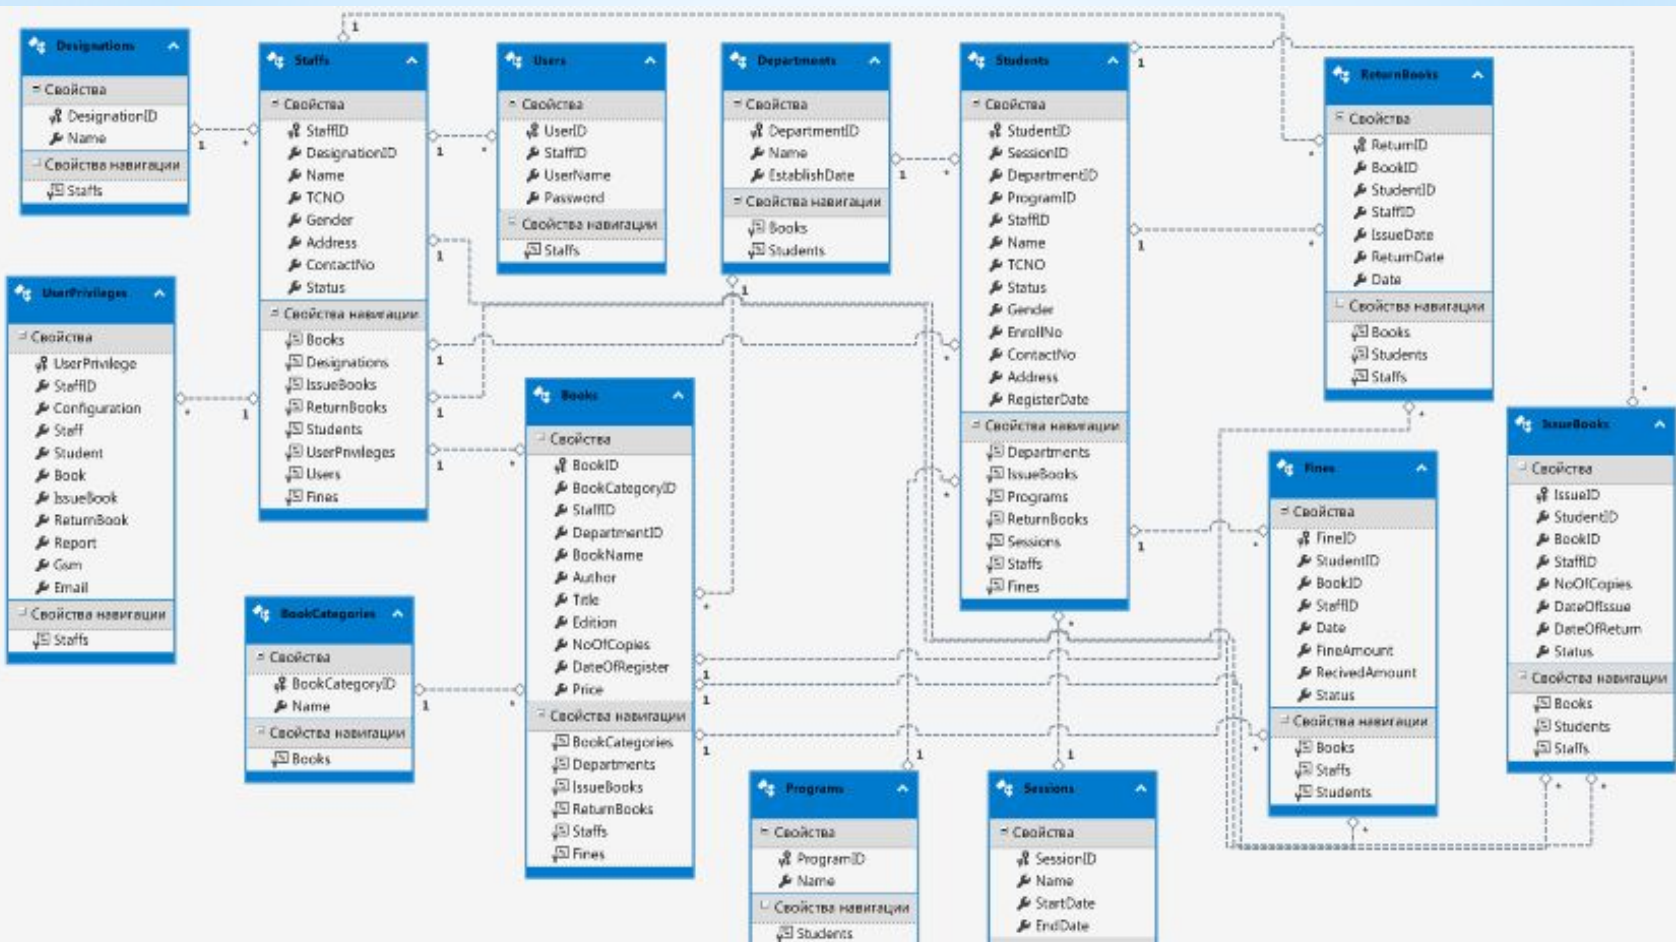 Designations
Свойства
DesignationID
Name
Свойства навигации
Staffs
Staffs
Свойства
StaffID
DesignationID
Name
TCNO
Gender
Address
ContactNo
Status
Свойства навигации
Books
Designations
IssueBooks
ReturnBooks
Students
UserPrivileges
Users
Fines
Users
Свойства
UserID
StaffID
UserName
Password
Свойства навигации
Staffs
Departments
Свойства
DepartmentID
Name
EstablishDate
Свойства навигации
Books
Students
Students
Свойства
StudentID
SessionID
DepartmentID
ProgramID
StaffID
Name
TCNO
Status
Gender
EnrollNo
ContactNo
Address
RegisterDate
Свойства навигации
Departments
IssueBooks
Programs
ReturnBooks
Sessions
Staffs
Fines
ReturnBooks
Свойства
ReturnID
BookID
StudentID
StaffID
IssueDate
ReturnDate
Date
Свойства навигации
Books
Students
Staffs
UserPrivileges
Свойства
UserPrivilege
StaffID
Configuration
Staff
Student
Book
IssueBook
ReturnBook
Report
Gsm
Email
Свойства навигации
Staffs
Books
Свойства
BookID
BookCategoryID
StaffID
DepartmentID
BookName
Author
Title
Edition
NoOfCopies
DateOfRegister
Price
Свойства навигации
BookCategories
Departments
IssueBooks
ReturnBooks
Staffs
Fines
BookCategories
Свойства
BookCategoryID
Name
Свойства навигации
Books
Fines
Свойства
FineID
StudentID
BookID
StaffID
Date
FineAmount
RecivedAmount
Status
Свойства навигации
Books
Staffs
Students
IssueBooks
Свойства
IssueID
StudentID
BookID
StaffID
NoOfCopies
DateOfIssue
DateOfReturn
Status
Свойства навигации
Books
Students
Staffs
Programs
Свойства
ProgramID
Name
Свойства навигации
Students
Sessions
Свойства
SessionID
Name
StartDate
EndDate